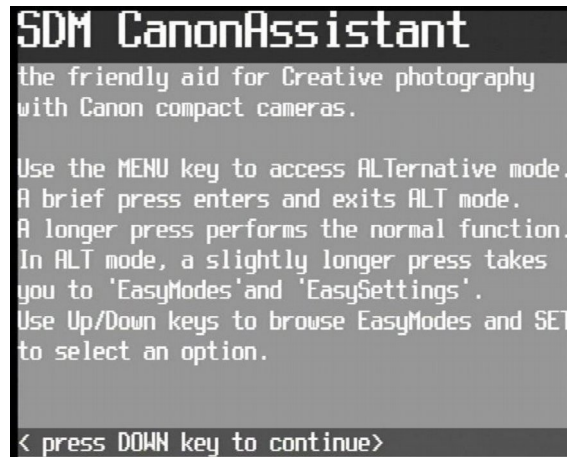 SDM CanonAssistant
the friendly aid for Creative photography
with Canon compact cameras.
Use the MENU key to access ALTernative mode.
A brief press enters and exits ALT mode.
A longer press performs the normal function.
In ALT mode, a slightly longer press takes
you to 'EasyModes'and 'EasySettings'.
Use Up/Down keys to browse EasyModes and SET
to select an option.
< press DOWN key to continue>